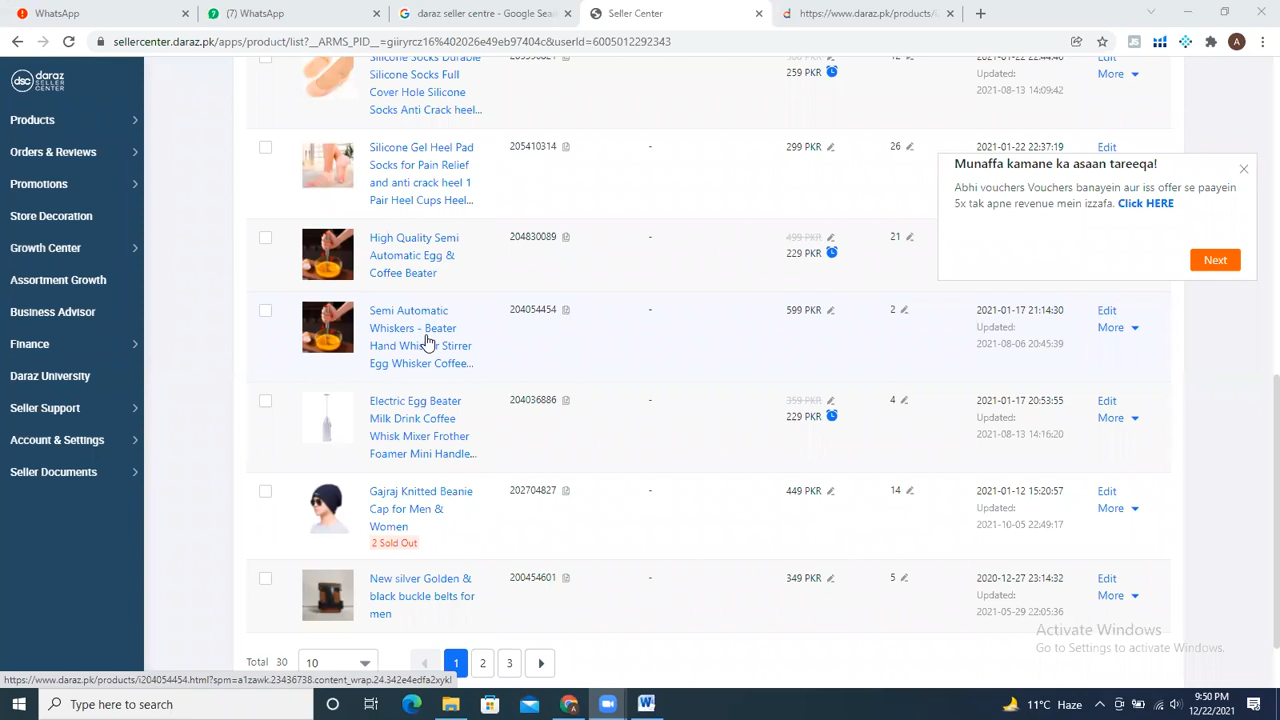 WhatsApp
(7) WhatsApp
daraz seller centre - Google Sea
Seller Center
https://www.daraz.pk/products/i
sellercenter.daraz.pk/apps/product/list?__ARMS_PID__=giiryrcz16%402026e49eb97404c&userId=6005012292343
dsc daraz SELLER CENTER
Products
Orders & Reviews
Promotions
Store Decoration
Growth Center
Assortment Growth
Business Advisor
Finance
Daraz University
Seller Support
Account & Settings
Seller Documents
Silicone Socks Durable
Silicone Socks Full
Cover Hole Silicone
Socks Anti Crack heel...
259 PKR
2021-01-22 22:44:46
Updated:
2021-08-13 14:09:42
Edit
More
Silicone Gel Heel Pad
Socks for Pain Relief
and anti crack heel 1
Pair Heel Cups Heel...
205410314
-
299 PKR
26
2021-01-22 22:37:19
Edit
Munaffa kamane ka asaan tareeqa!
Abhi vouchers Vouchers banayein aur iss offer se paayein
5x tak apne revenue mein izzafa. Click HERE
Next
High Quality Semi
Automatic Egg &
Coffee Beater
204830089
-
499 PKR
229 PKR
21
Semi Automatic
Whiskers - Beater
Hand Whisker Stirrer
Egg Whisker Coffee...
204054454
-
599 PKR
2
2021-01-17 21:14:30
Updated:
2021-08-06 20:45:39
Edit
More
Electric Egg Beater
Milk Drink Coffee
Whisk Mixer Frother
Foamer Mini Handle...
204036886
-
359 PKR
229 PKR
4
2021-01-17 20:53:55
Updated:
2021-08-13 14:16:20
Edit
More
Gajraj Knitted Beanie
Cap for Men &
Women
2 Sold Out
202704827
-
449 PKR
14
2021-01-12 15:20:57
Updated:
2021-10-05 22:49:17
Edit
More
New silver Golden &
black buckle belts for
men
200454601
-
349 PKR
5
2020-12-27 23:14:32
Updated:
2021-05-29 22:05:36
Edit
More
Activate Windows
Go to Settings to activate Windows.
Total 30
10
1
2
3
https://www.daraz.pk/products/i204054454.html?spm=a1zawk.23436738.content_wrap.24.342e4edfa2xykl
Type here to search
11°C Haze
9:50 PM
12/22/2021